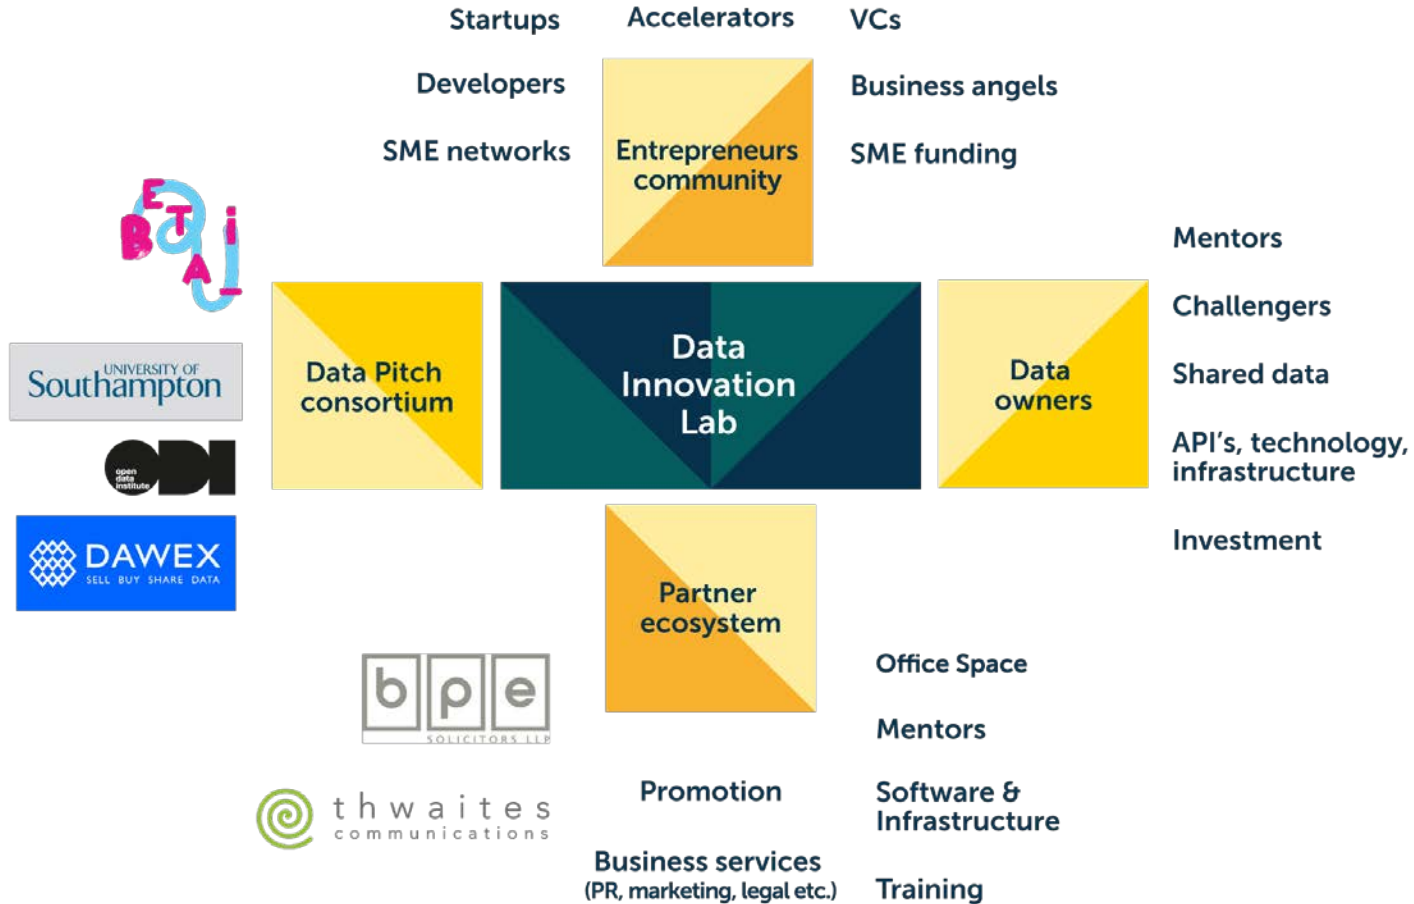 Startups
Accelerators
VCs
Developers
Business angels
SME networks
Entrepreneurs
community
SME funding
BETA-i
UNIVERSITY OF
Southampton
ODI
open
data
institute
DAWEX
SELL BUY SHARE DATA
Data Pitch
consortium
Data
Innovation
Lab
Data
owners
Mentors
Challengers
Shared data
API's, technology,
infrastructure
Investment
Partner
ecosystem
bpe
SOLICITORS LLP
thwaites
communications
Promotion
Business services
(PR, marketing, legal etc.)
Office Space
Mentors
Software &
Infrastructure
Training